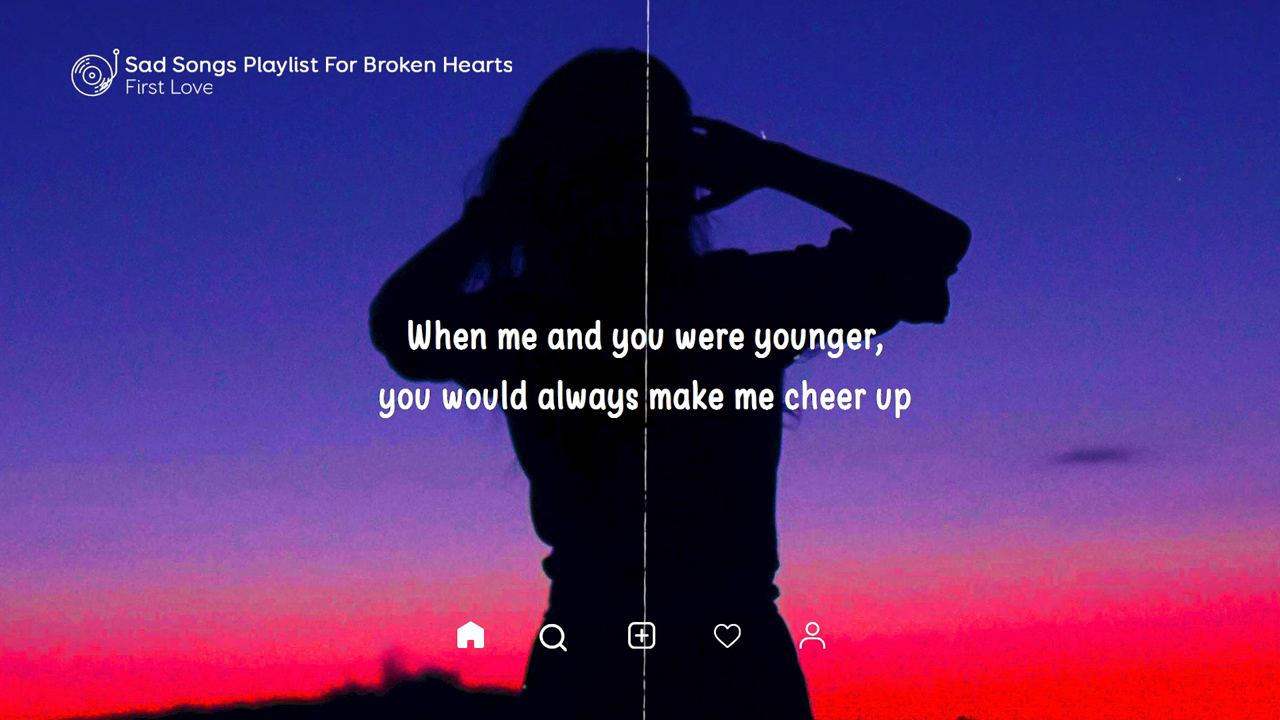 Sad Songs Playlist For Broken Hearts
First Love
When me and you were younger,
you would always make me cheer up